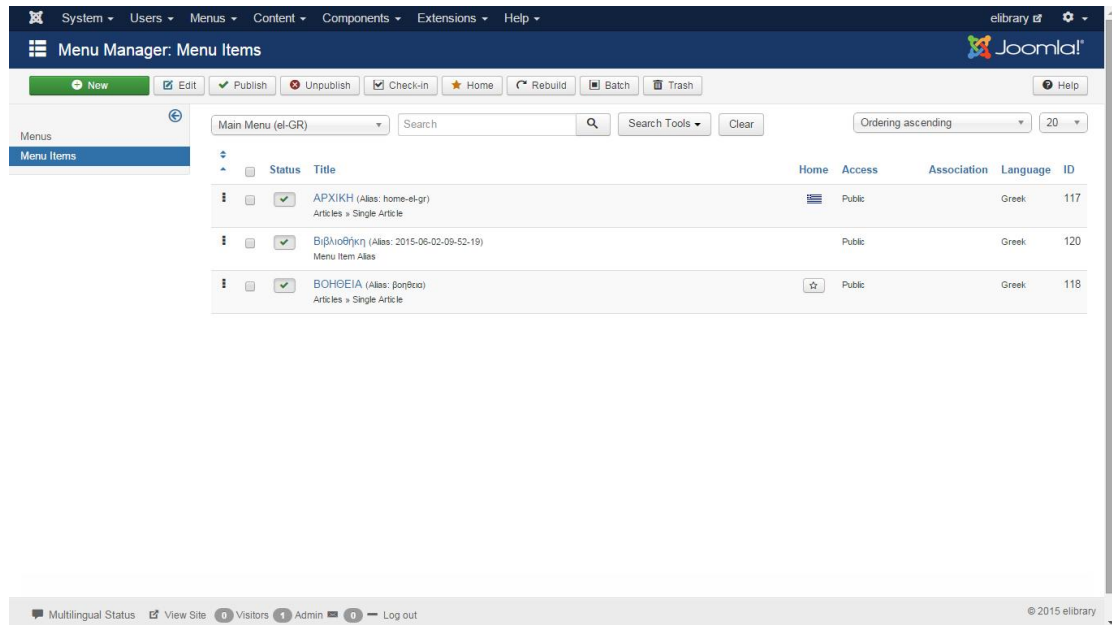 System Users Menus Content Components Extensions Help elibrary
Menu Manager: Menu Items Joomla!
New Edit Publish Unpublish Check-in Home Rebuild Batch Trash Help
Menus
Menu Items
Main Menu (el-GR) Search Search Tools Clear Ordering ascending 20
Status Title Home Access Association Language ID
ΑΡΧΙΚΗ (Alias: home-el-gr) Public Greek 117
Articles » Single Article
Βιβλιοθήκη (Alias: 2015-06-02-09-52-19) Public Greek 120
Menu Item Alias
ΒΟΗΘΕΙΑ (Alias: βοηθεια) Public Greek 118
Articles » Single Article
Multilingual Status View Site 0 Visitors 1 Admin 0 Log out © 2015 elibrary